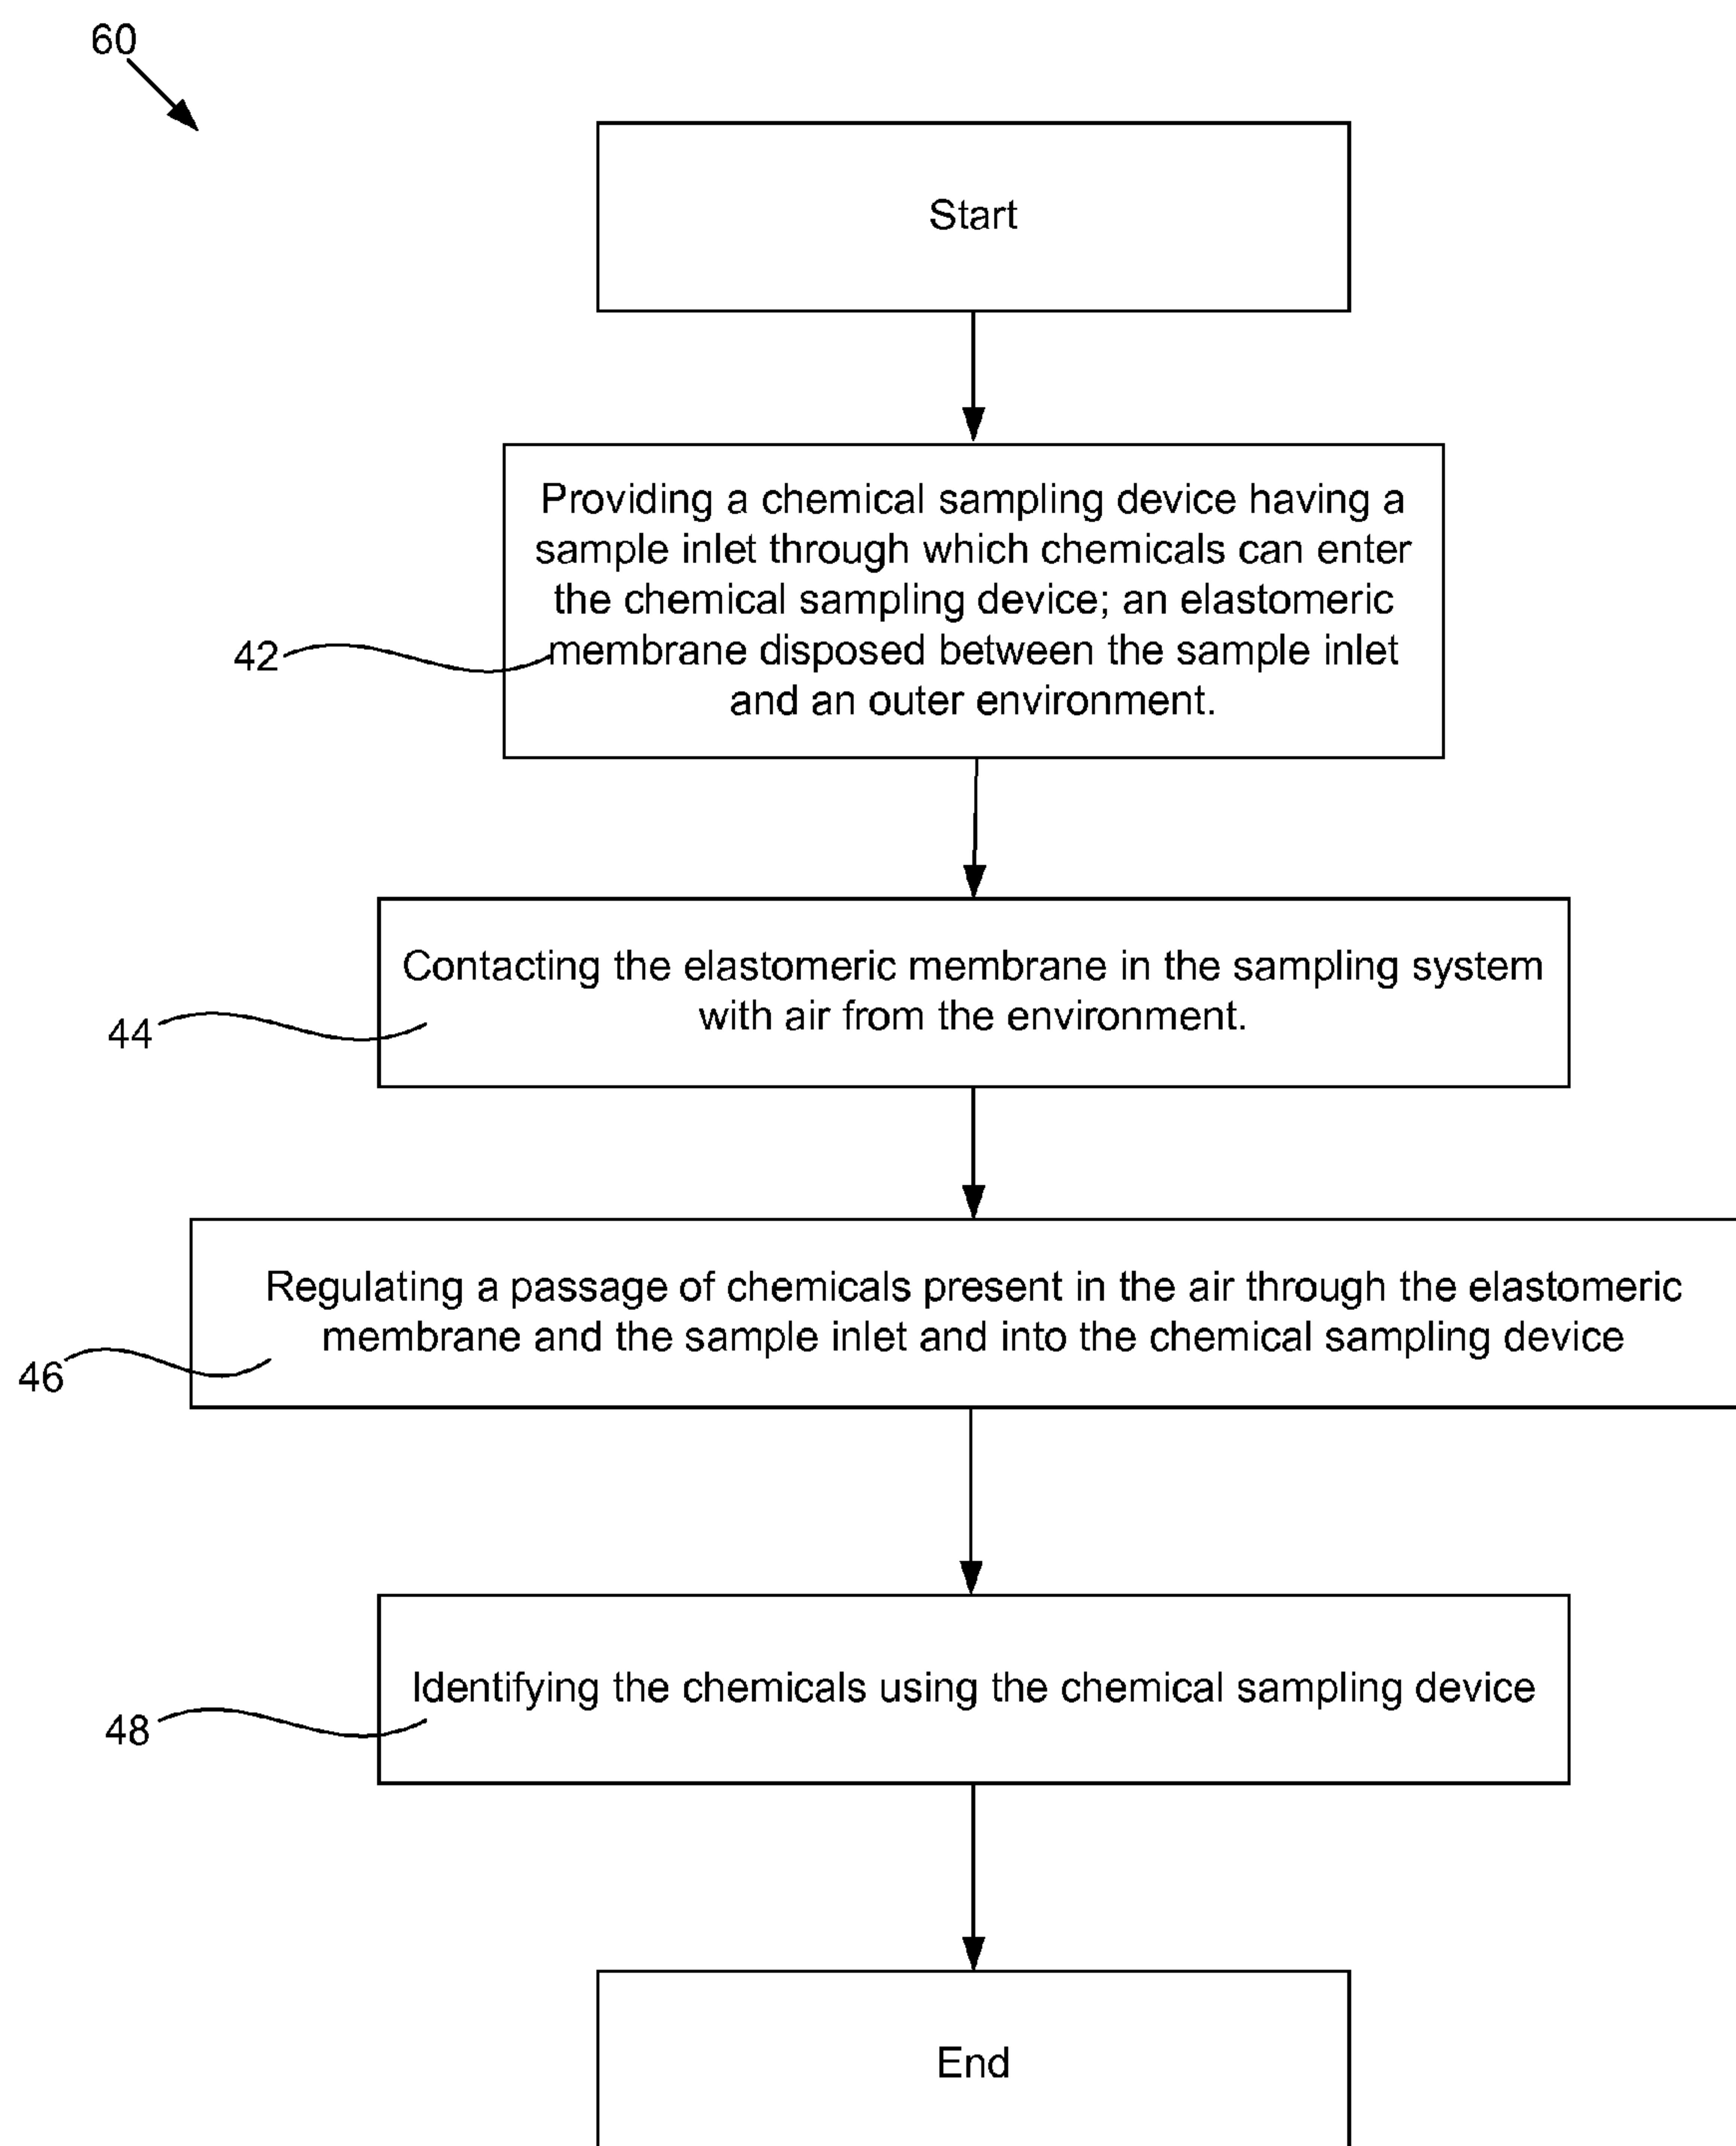 60
Start
Providing a chemical sampling device having a
sample inlet through which chemicals can enter
the chemical sampling device; an elastomeric
membrane disposed between the sample inlet
and an outer environment.
42
Contacting the elastomeric membrane in the sampling system
with air from the environment.
44
Regulating a passage of chemicals present in the air through the elastomeric
membrane and the sample inlet and into the chemical sampling device
46
Identifying the chemicals using the chemical sampling device
48
End